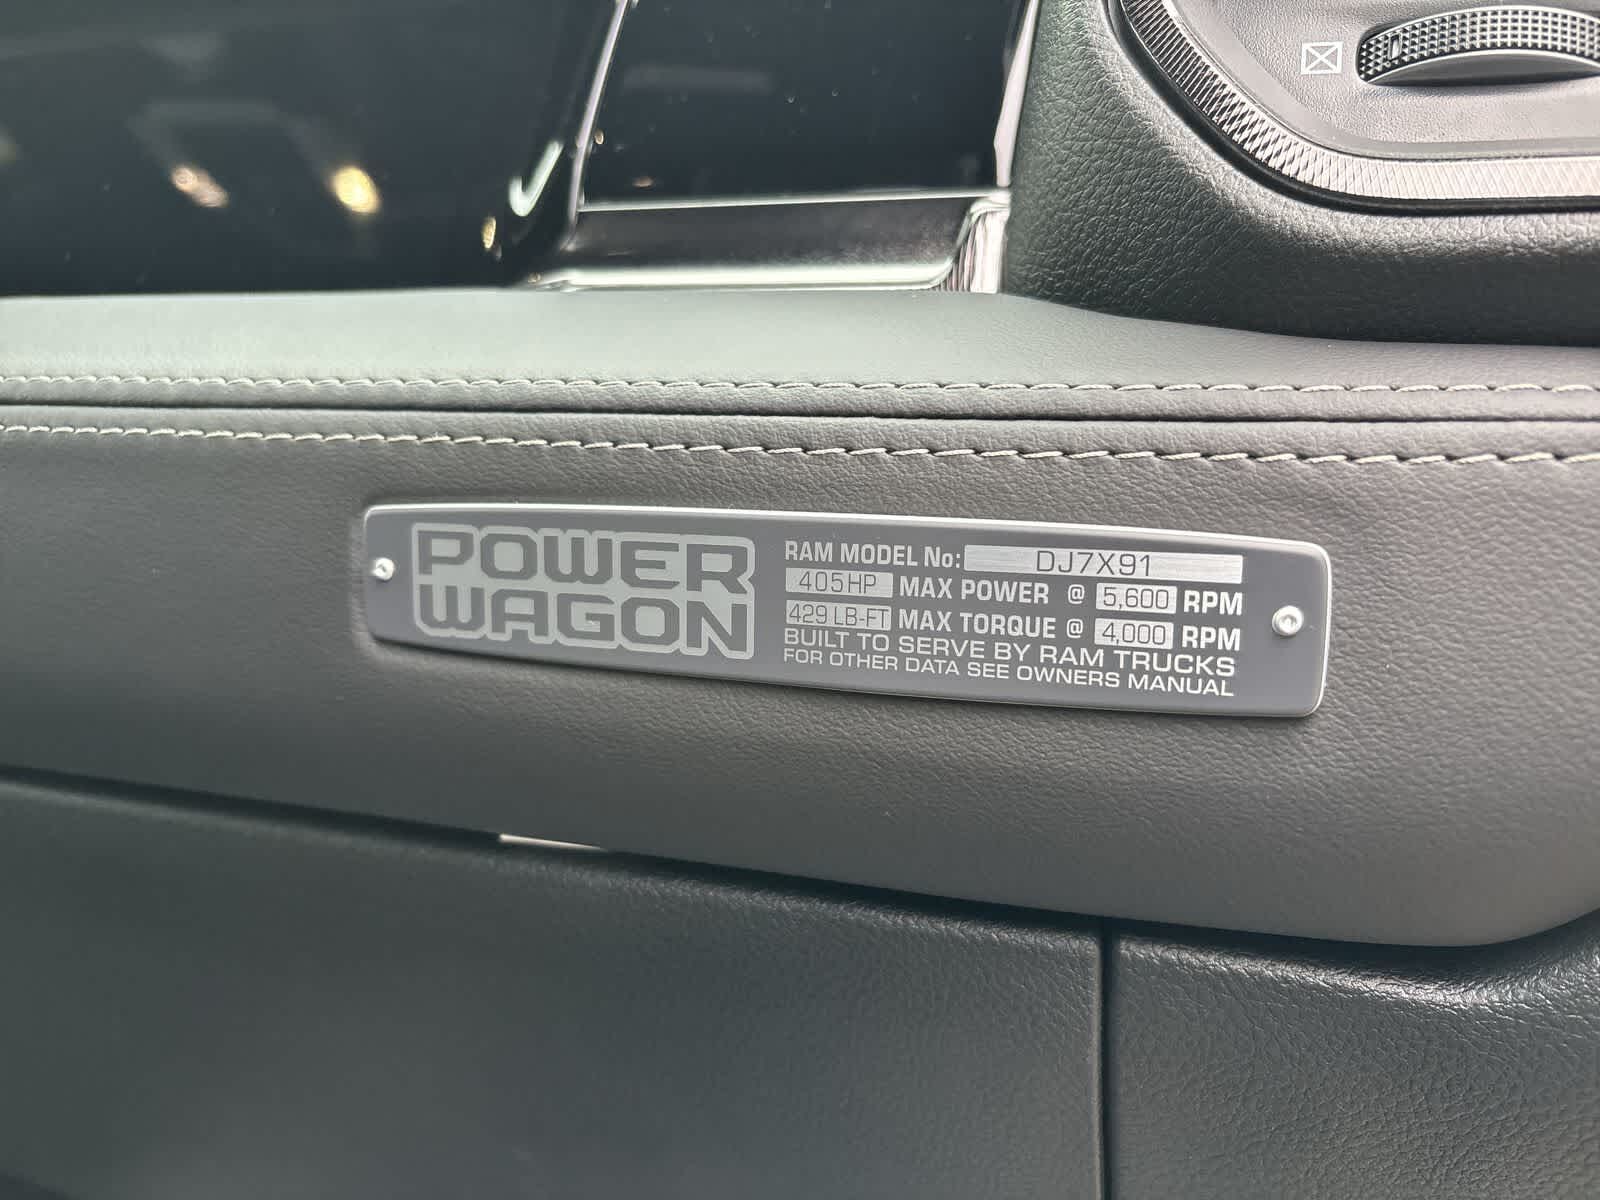 POWER
WAGON
RAM MODEL No: DJ7X91
405HP MAX POWER @ 5,600 RPM
429 LB-FT MAX TORQUE @ 4,000 RPM
BUILT TO SERVE BY RAM TRUCKS
FOR OTHER DATA SEE OWNERS MANUAL